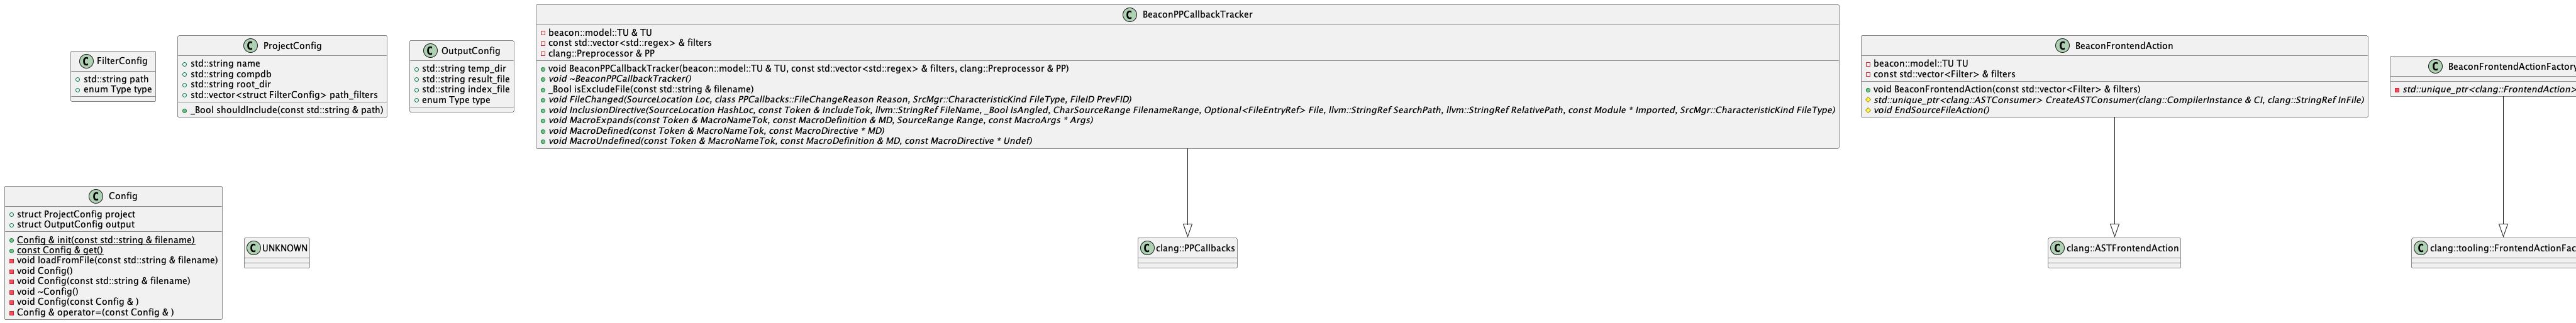 C FilterConfig
std::string path
enum Type type
C ProjectConfig
std::string name
std::string compdb
std::string root_dir
std::vector<struct FilterConfig> path_filters
_Bool shouldInclude(const std::string & path)
C OutputConfig
std::string temp_dir
std::string result_file
std::string index_file
enum Type type
C BeaconPPCallbackTracker
beacon::model::TU & TU
const std::vector<std::regex> & filters
clang::Preprocessor & PP
void BeaconPPCallbackTracker(beacon::model::TU & TU, const std::vector<std::regex> & filters, clang::Preprocessor & PP)
void ~BeaconPPCallbackTracker()
_Bool isExcludeFile(const std::string & filename)
void FileChanged(SourceLocation Loc, class PPCallbacks::FileChangeReason Reason, SrcMgr::CharacteristicKind FileType, FileID PrevFID)
void InclusionDirective(SourceLocation HashLoc, const Token & IncludeTok, llvm::StringRef FileName, _Bool IsAngled, CharSourceRange FilenameRange, Optional<FileEntryRef> File, llvm::StringRef SearchPath, llvm::StringRef RelativePath, const Module * Imported, SrcMgr::CharacteristicKind FileType)
void MacroExpands(const Token & MacroNameTok, const MacroDefinition & MD, SourceRange Range, const MacroArgs * Args)
void MacroDefined(const Token & MacroNameTok, const MacroDirective * MD)
void MacroUndefined(const Token & MacroNameTok, const MacroDefinition & MD, const MacroDirective * Undef)
C BeaconFrontendAction
beacon::model::TU TU
const std::vector<Filter> & filters
void BeaconFrontendAction(const std::vector<Filter> & filters)
std::unique_ptr<clang::ASTConsumer> CreateASTConsumer(clang::CompilerInstance & CI, clang::StringRef InFile)
void EndSourceFileAction()
C BeaconFrontendActionFactory
std::unique_ptr<clang::FrontendAction>
C Config
struct ProjectConfig project
struct OutputConfig output
Config & init(const std::string & filename)
const Config & get()
void loadFromFile(const std::string & filename)
void Config()
void Config(const std::string & filename)
void ~Config()
void Config(const Config & )
Config & operator=(const Config & )
C UNKNOWN
C clang::PPCallbacks
C clang::ASTFrontendAction
C clang::tooling::FrontendActionFac